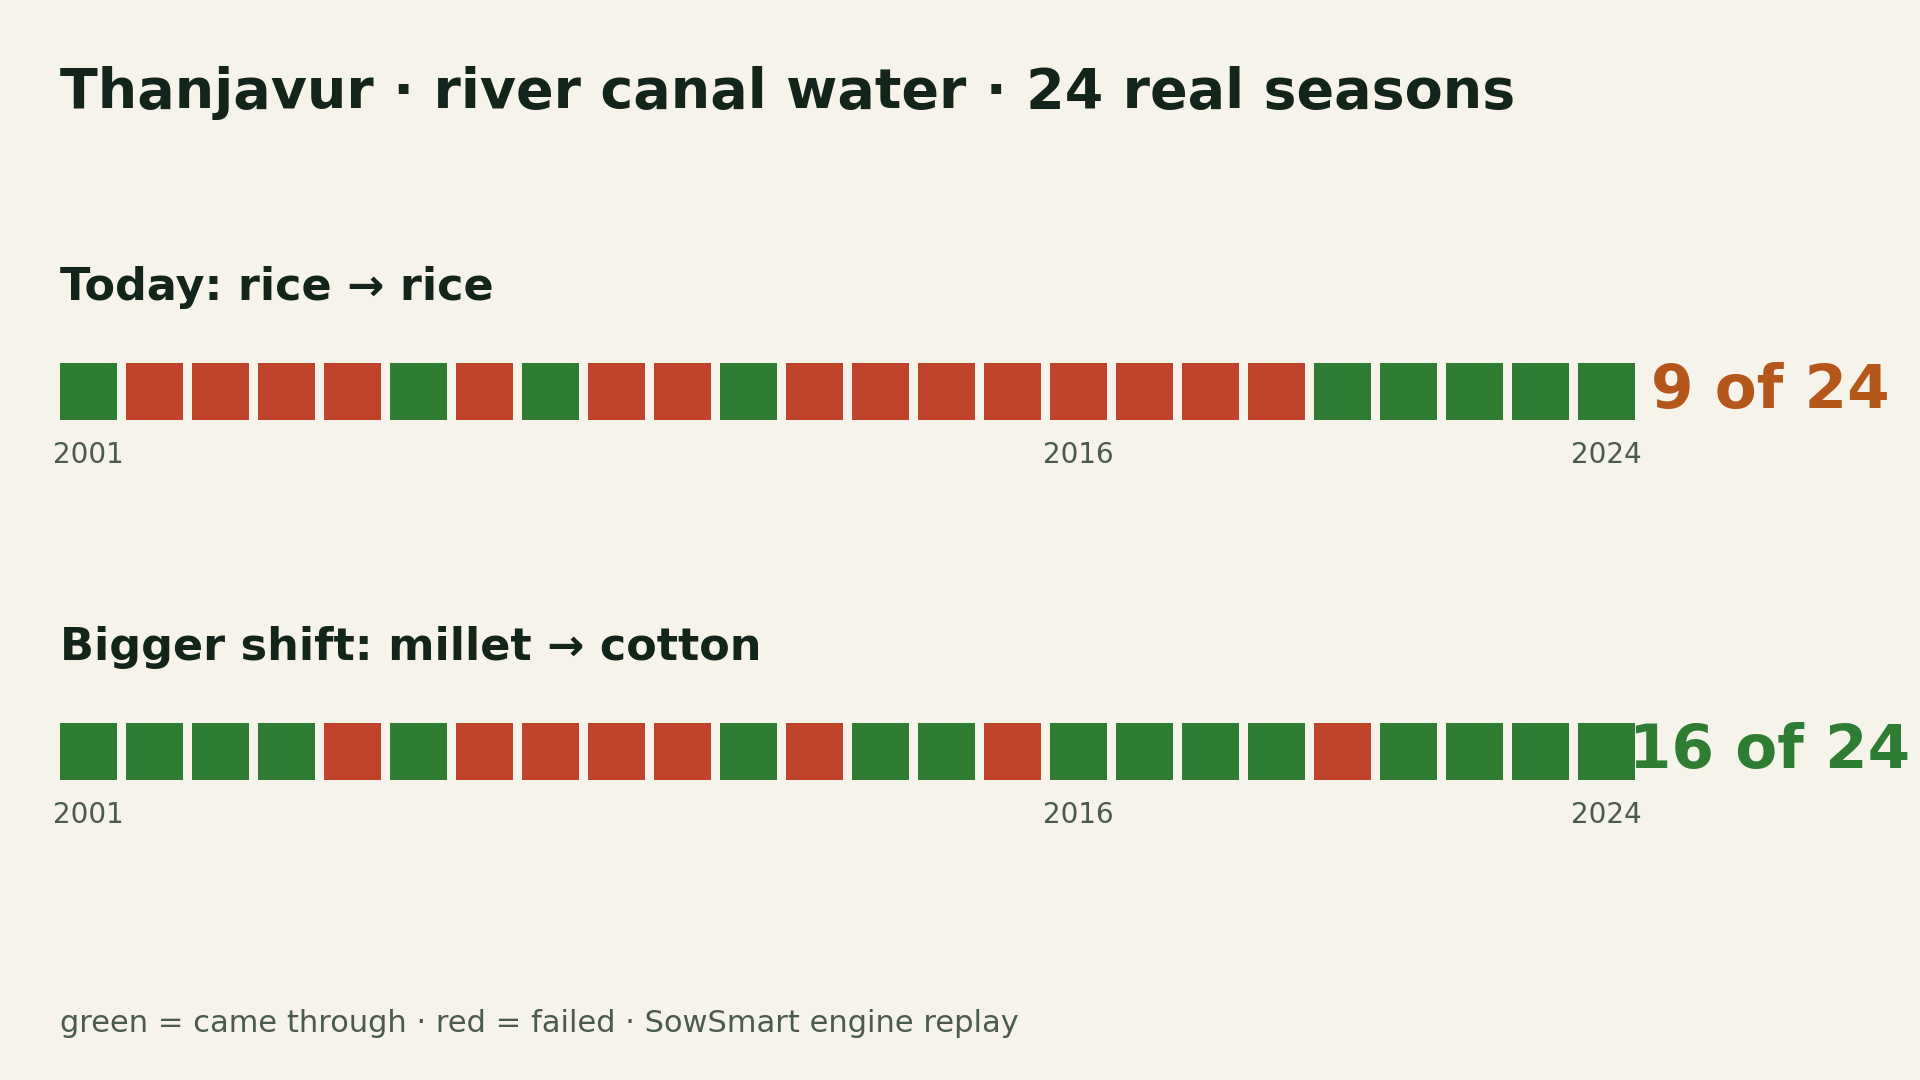 Thanjavur · river canal water · 24 real seasons
Today: rice → rice
9 of 24
2001 2016 2024
Bigger shift: millet → cotton
16 of 24
2001 2016 2024
green = came through · red = failed · SowSmart engine replay